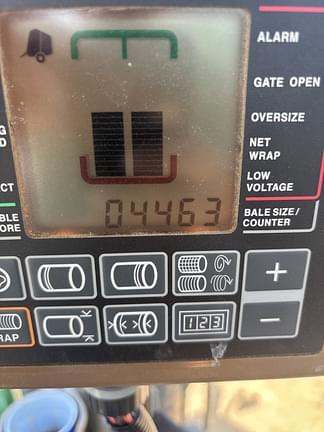 ALARM
GATE OPEN
OVERSIZE
NET
WRAP
LOW
VOLTAGE
BALE SIZE /
COUNTER
04463
+
123
−